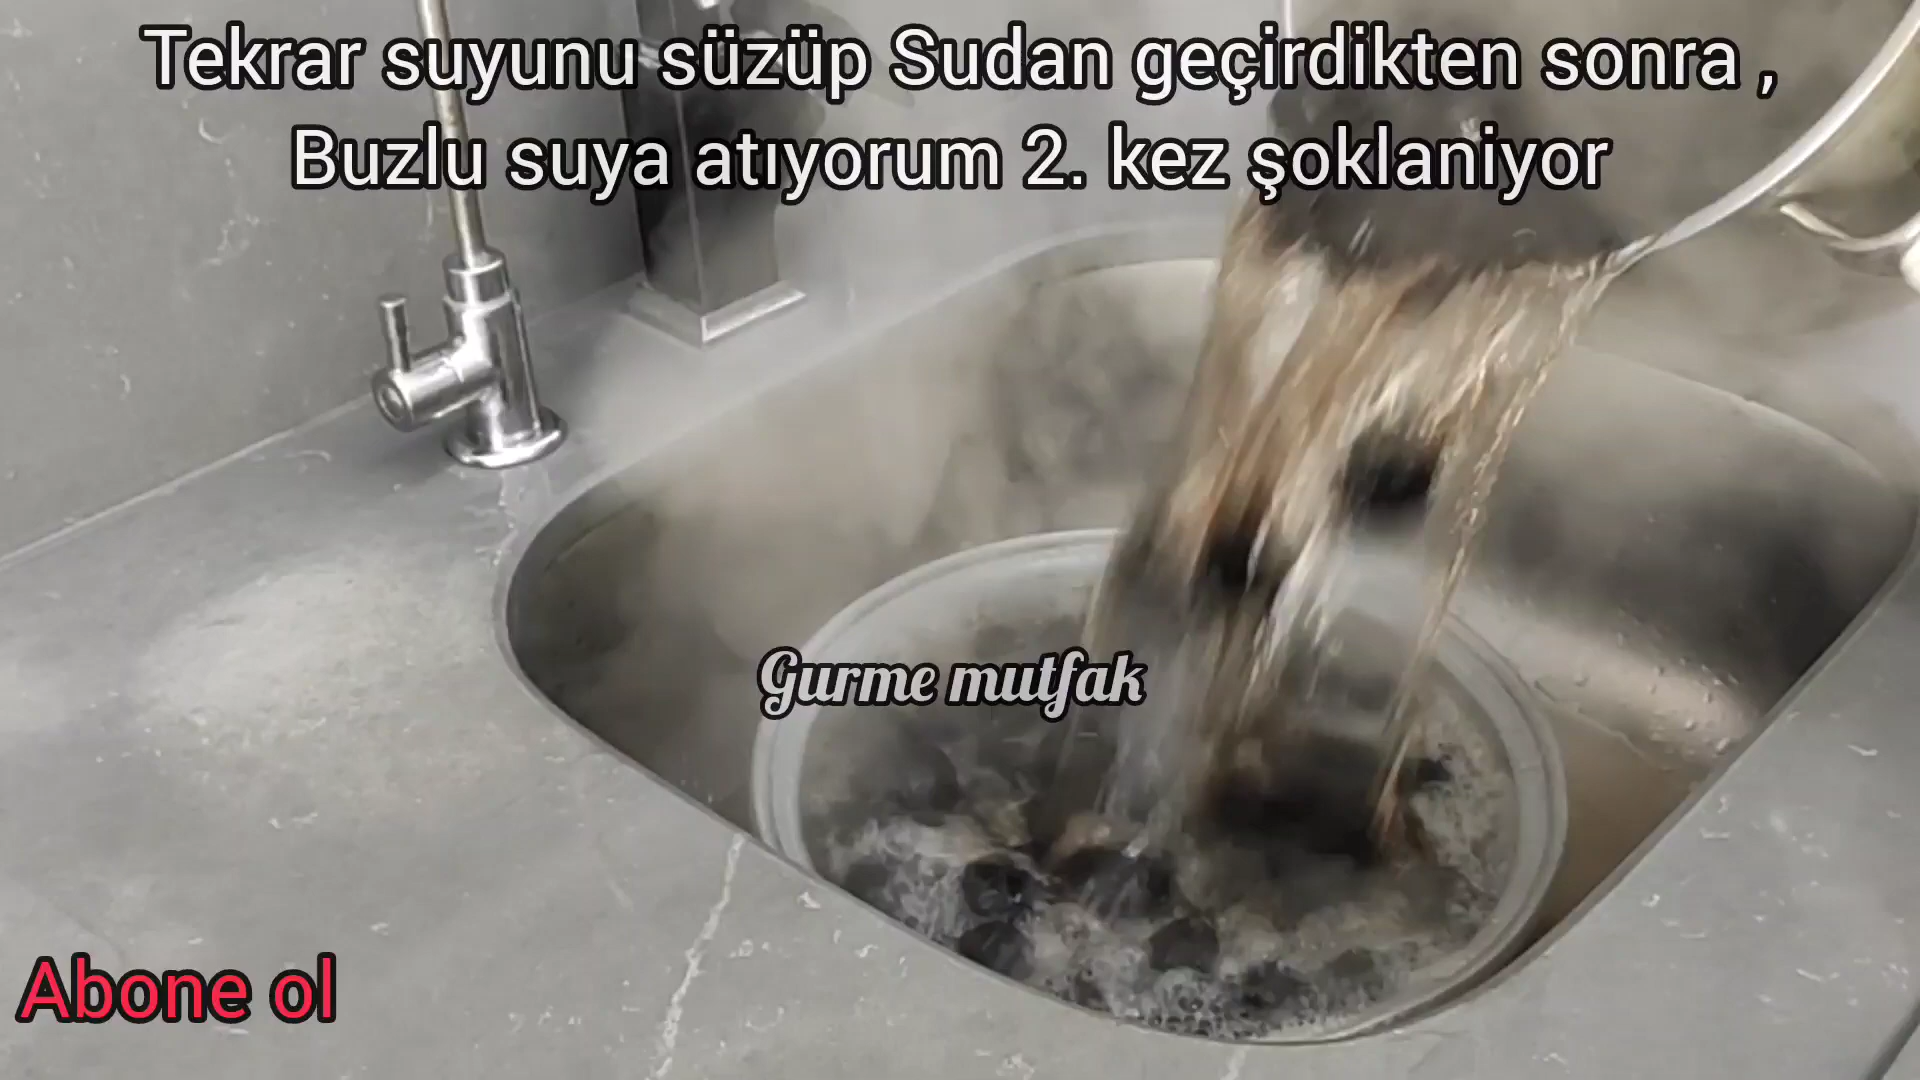 Tekrar suyunu süzüp Sudan geçirdikten sonra ,
Buzlu suya atıyorum 2. kez şoklaniyor
Gurme mutfak
Abone ol